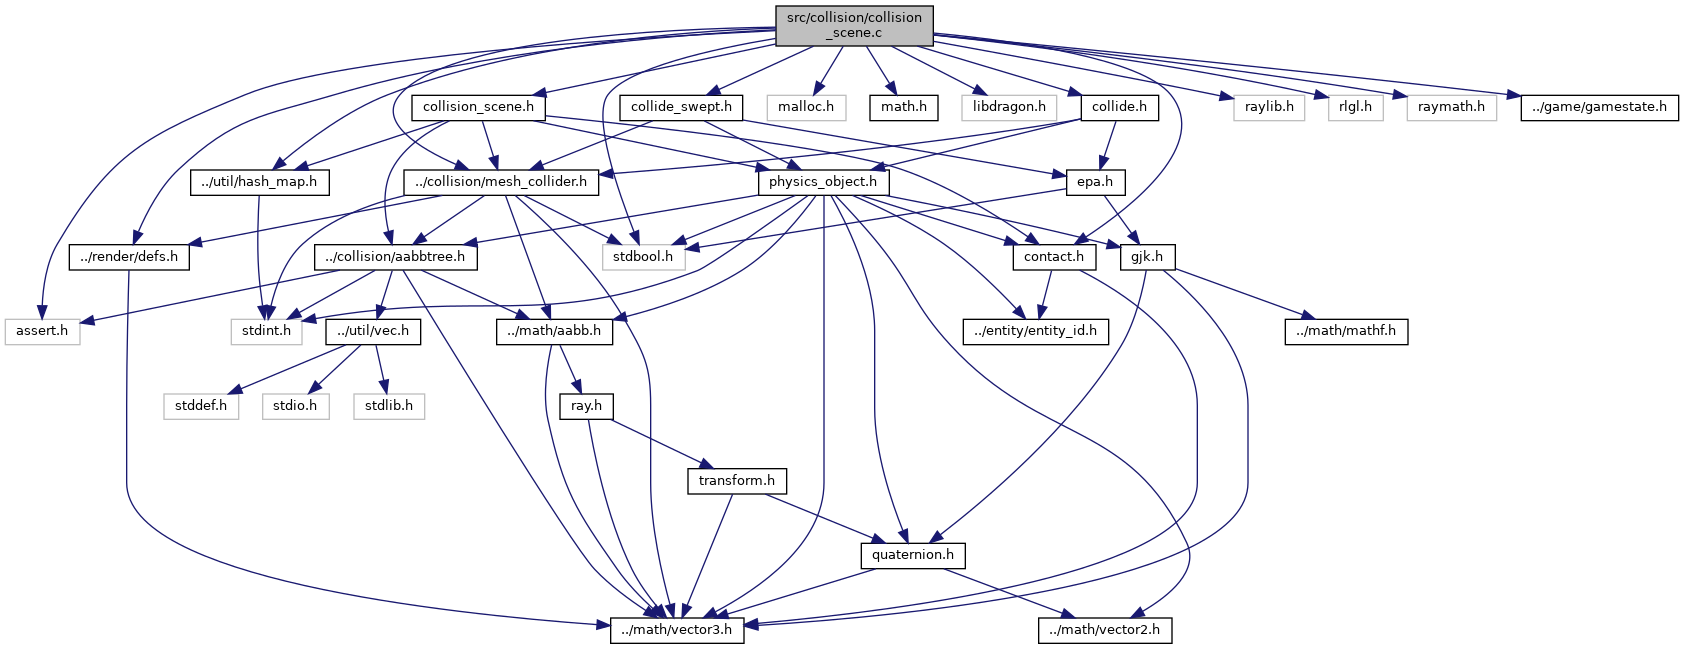 src/collision/collision
_scene.c
collision_scene.h
collide_swept.h
malloc.h
math.h
libdragon.h
collide.h
raylib.h
rlgl.h
raymath.h
../game/gamestate.h
../util/hash_map.h
../collision/mesh_collider.h
physics_object.h
epa.h
../render/defs.h
../collision/aabbtree.h
stdbool.h
contact.h
gjk.h
assert.h
stdint.h
../util/vec.h
../math/aabb.h
../entity/entity_id.h
../math/mathf.h
stddef.h
stdio.h
stdlib.h
ray.h
transform.h
quaternion.h
../math/vector3.h
../math/vector2.h